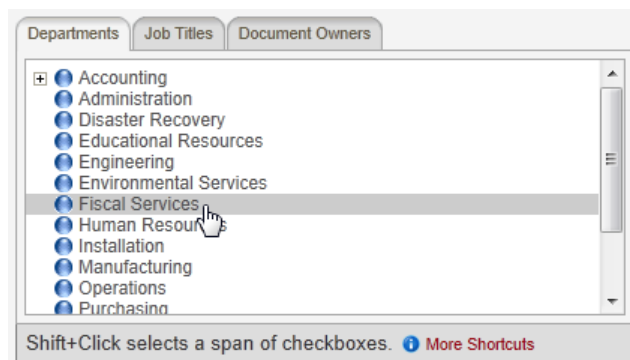 Departments Job Titles Document Owners
Accounting
Administration
Disaster Recovery
Educational Resources
Engineering
Environmental Services
Fiscal Services
Human Resources
Installation
Manufacturing
Operations
Purchasing
Shift+Click selects a span of checkboxes. More Shortcuts